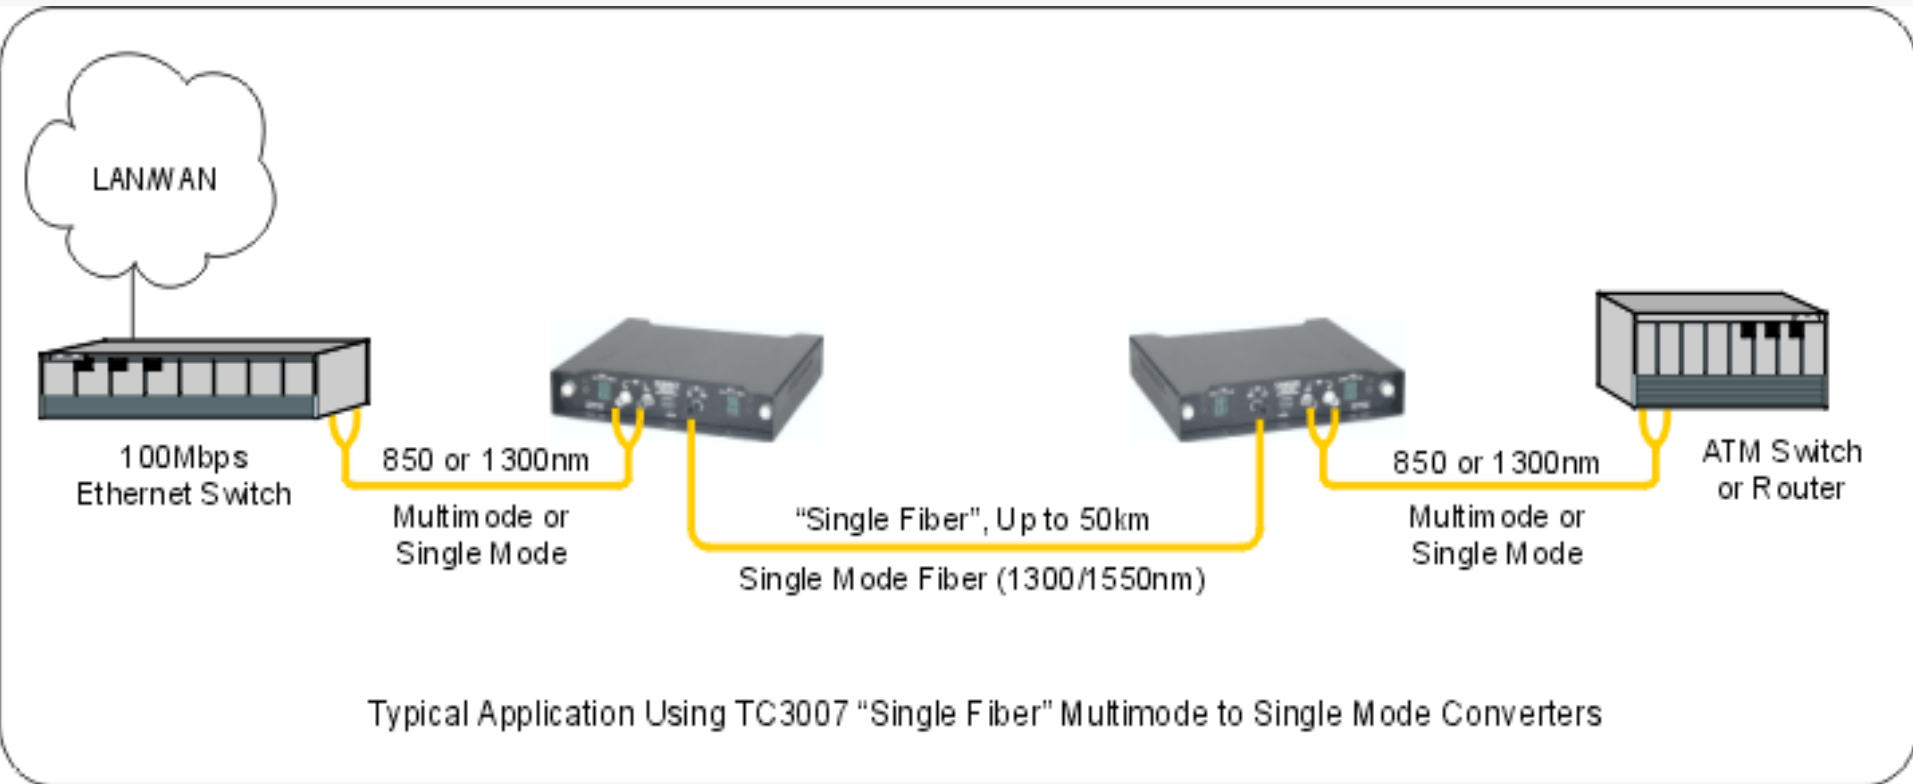 LAN/WAN
100Mbps
Ethernet Switch
850 or 1300nm
Multimode or
Single Mode
“Single Fiber”, Up to 50km
Single Mode Fiber (1300/1550nm)
850 or 1300nm
Multimode or
Single Mode
ATM Switch
or Router
Typical Application Using TC3007 “Single Fiber” Multimode to Single Mode Converters